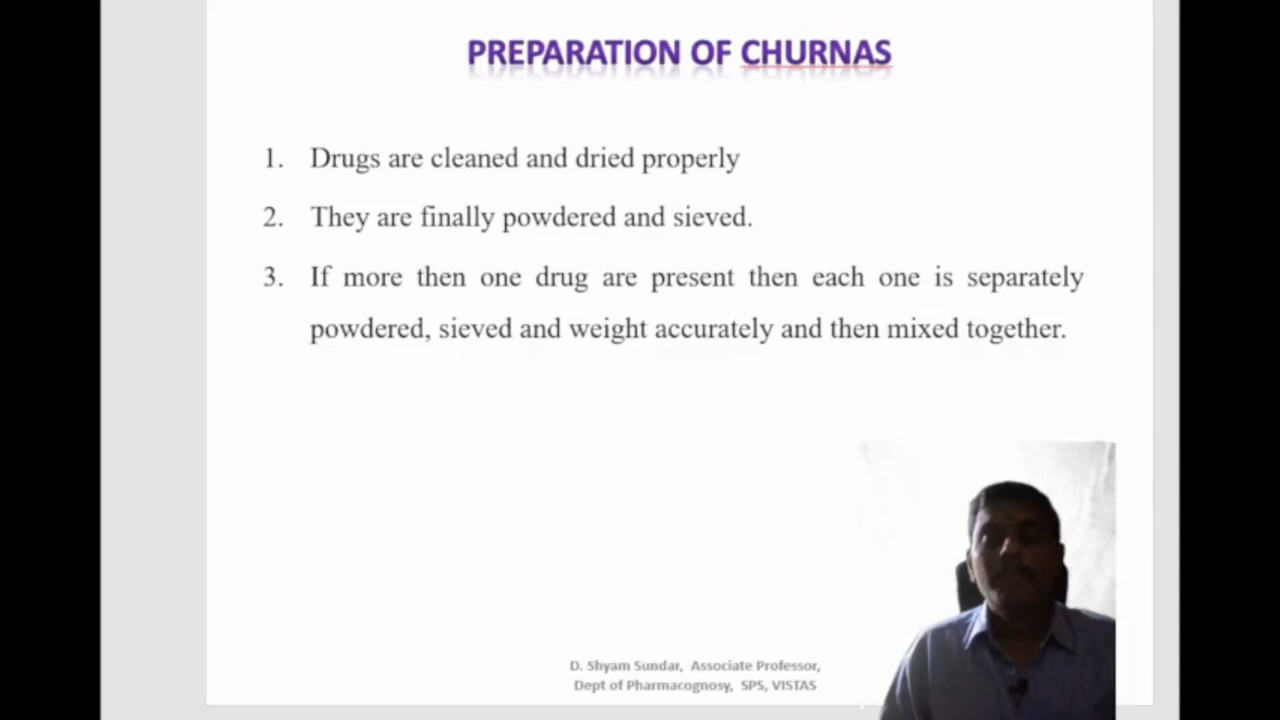 PREPARATION OF CHURNAS
1. Drugs are cleaned and dried properly
2. They are finally powdered and sieved.
3. If more then one drug are present then each one is separately
powdered, sieved and weight accurately and then mixed together.
D. Shyam Sundar, Associate Professor,
Dept of Pharmacognosy, SPS, VISTAS